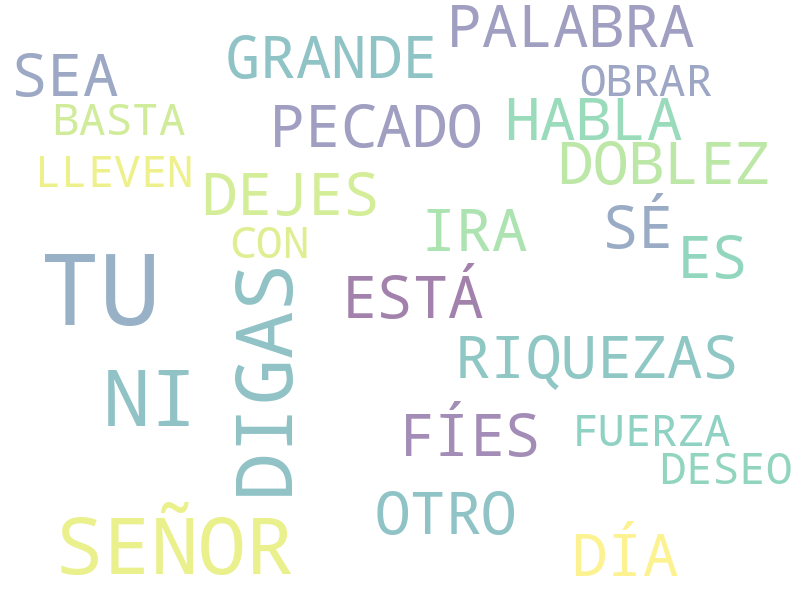 PALABRA
GRANDE
SEA
OBRAR
BASTA
PECADO
HABLA
DOBLEZ
LLEVEN
DEJES
CON
IRA
SÉ
ES
TU
ESTÁ
DIGAS
RIQUEZAS
NI
FÍES
FUERZA
DESEO
SEÑOR
OTRO
DÍA